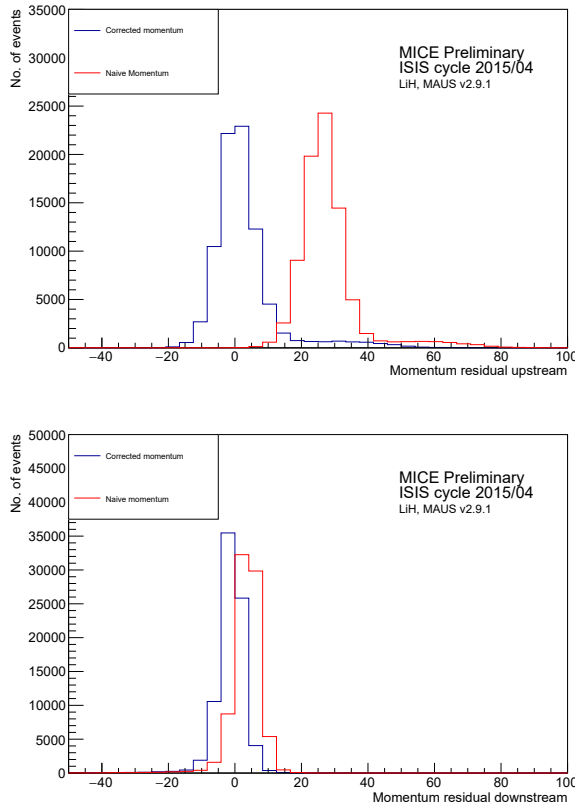 No. of events
35000
30000
25000
20000
15000
10000
5000
0
Corrected momentum
Naive Momentum
MICE Preliminary
ISIS cycle 2015/04
LiH, MAUS v2.9.1
−40 −20 0 20 40 60 80 100
Momentum residual upstream
No. of events
50000
45000
40000
35000
30000
25000
20000
15000
10000
5000
0
Corrected momentum
Naive momentum
MICE Preliminary
ISIS cycle 2015/04
LiH, MAUS v2.9.1
−40 −20 0 20 40 60 80 100
Momentum residual downstream